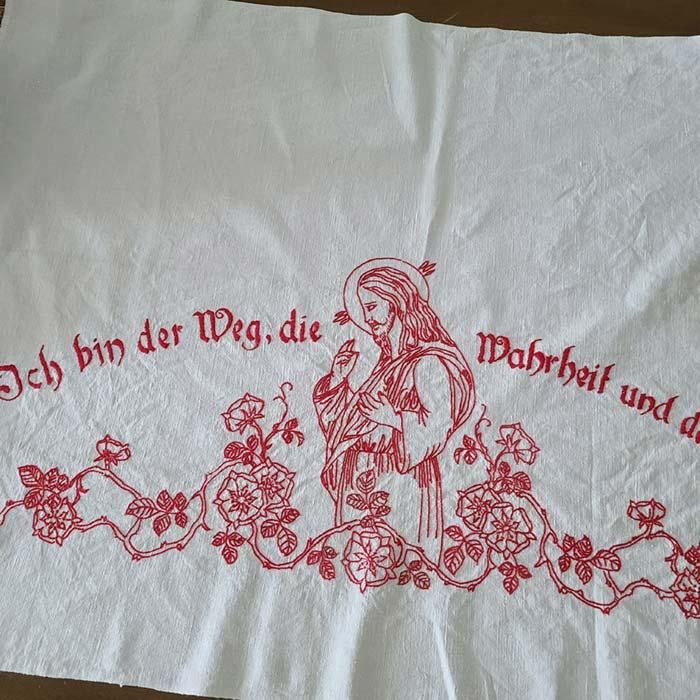 Ich bin der Weg, die Wahrheit und